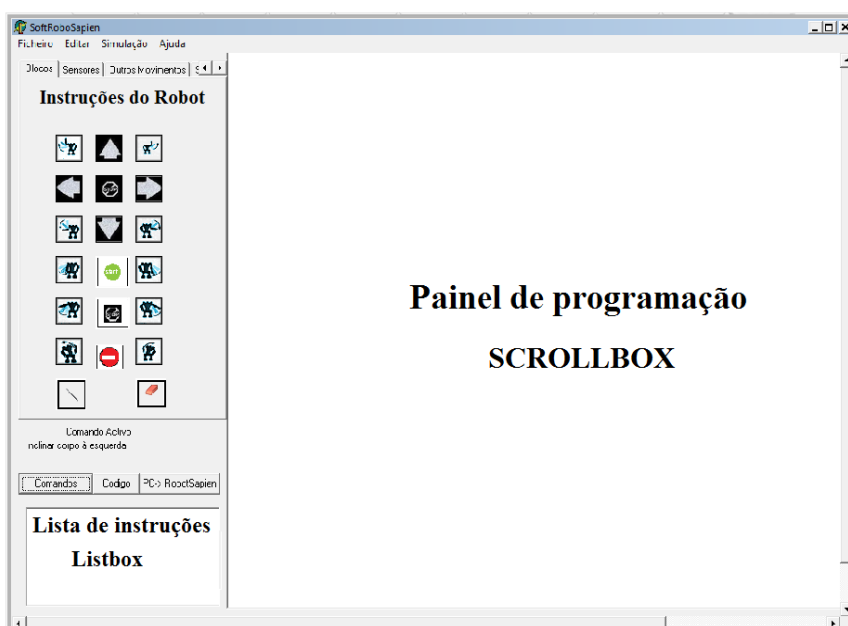 SoftRoboSapien
Ficheiro Editar Simulação Ajuda
Blocos Sensores Outros Movimentos S
Instruções do Robot
Painel de programação
SCROLLBOX
Comando Activo
Inclinar corpo à esquerda
Comandos Codigo PC-> RobotSapien
Lista de instruções
Listbox